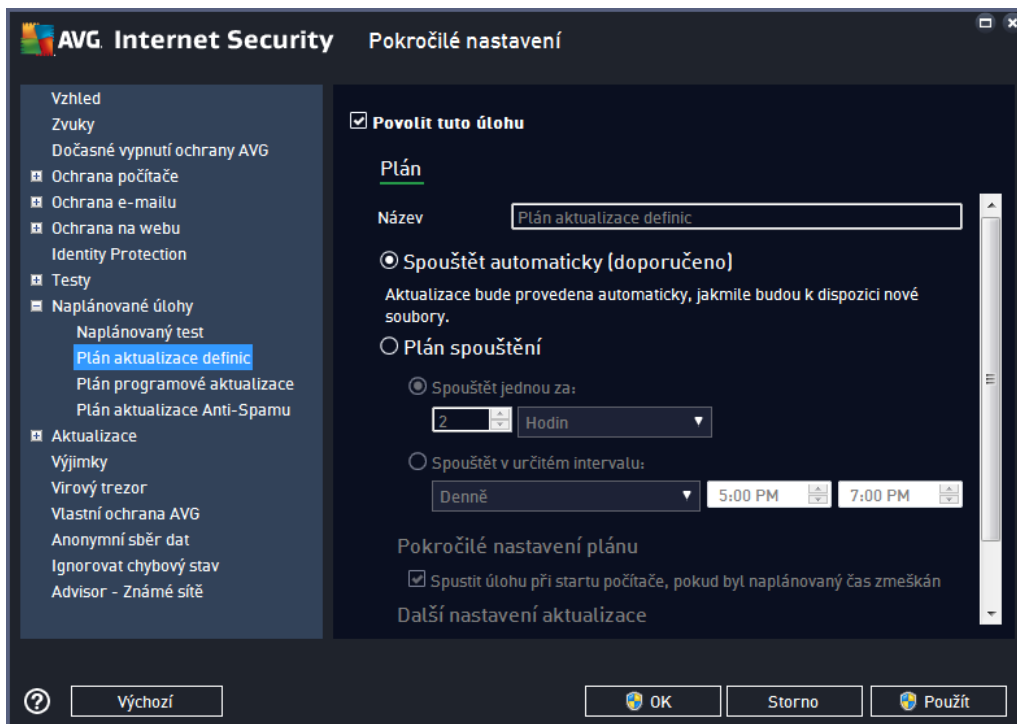 AVG Internet Security Pokročilé nastavení
Vzhled
Zvuky
Dočasné vypnutí ochrany AVG
Ochrana počítače
Ochrana e-mailu
Ochrana na webu
Identity Protection
Testy
Naplánované úlohy
Naplánovaný test
Plán aktualizace definic
Plán programové aktualizace
Plán aktualizace Anti-Spamu
Aktualizace
Výjimky
Virový trezor
Vlastní ochrana AVG
Anonymní sběr dat
Ignorovat chybový stav
Advisor - Známé sítě
Povolit tuto úlohu
Plán
Název Plán aktualizace definic
Spouštět automaticky (doporučeno)
Aktualizace bude provedena automaticky, jakmile budou k dispozici nové
soubory.
Plán spouštění
Spouštět jednou za:
2 Hodin
Spouštět v určitém intervalu:
Denně 5:00 PM 7:00 PM
Pokročilé nastavení plánu
Spustit úlohu při startu počítače, pokud byl naplánovaný čas zmeškán
Další nastavení aktualizace
Výchozí OK Storno Použít